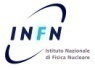 INFN
Istituto Nazionale
di Fisica Nucleare